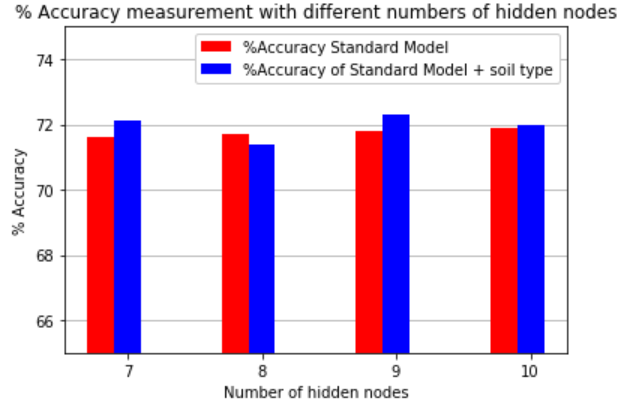 % Accuracy measurement with different numbers of hidden nodes
%Accuracy Standard Model
%Accuracy of Standard Model + soil type
% Accuracy
74
72
70
68
66
7 8 9 10
Number of hidden nodes